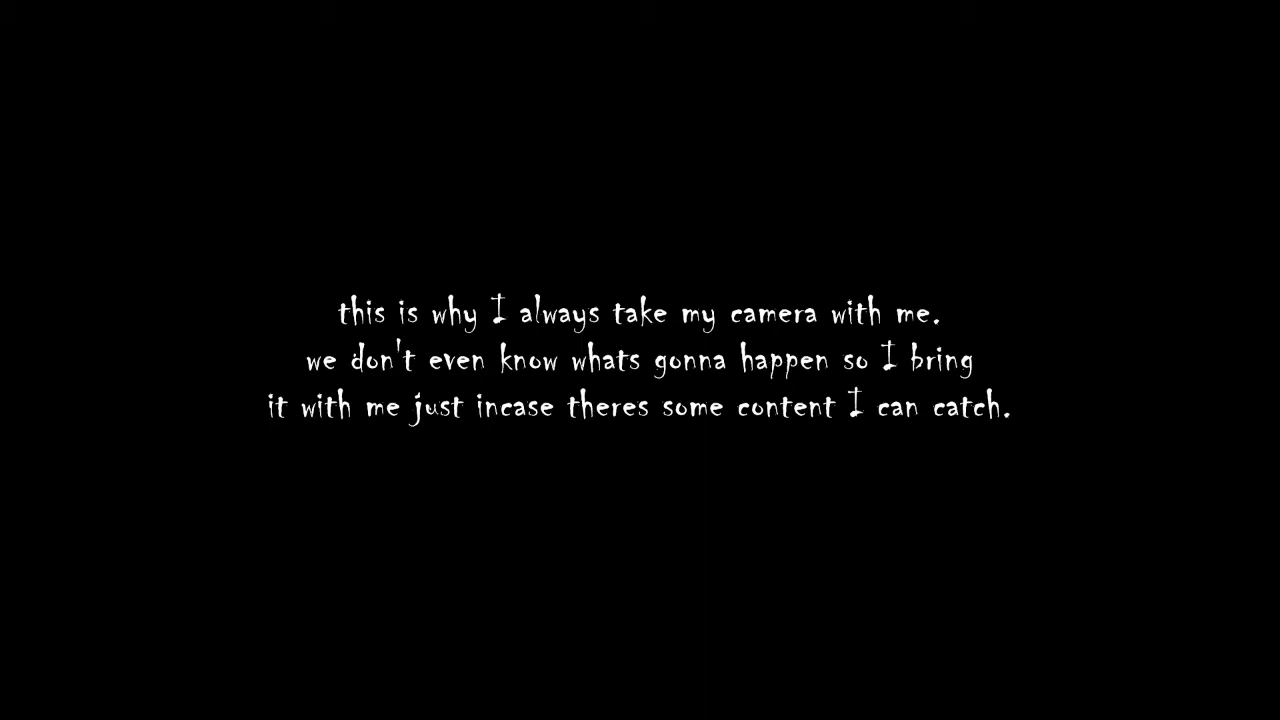 this is why I always take my camera with me.
we don't even know whats gonna happen so I bring
it with me just incase theres some content I can catch.